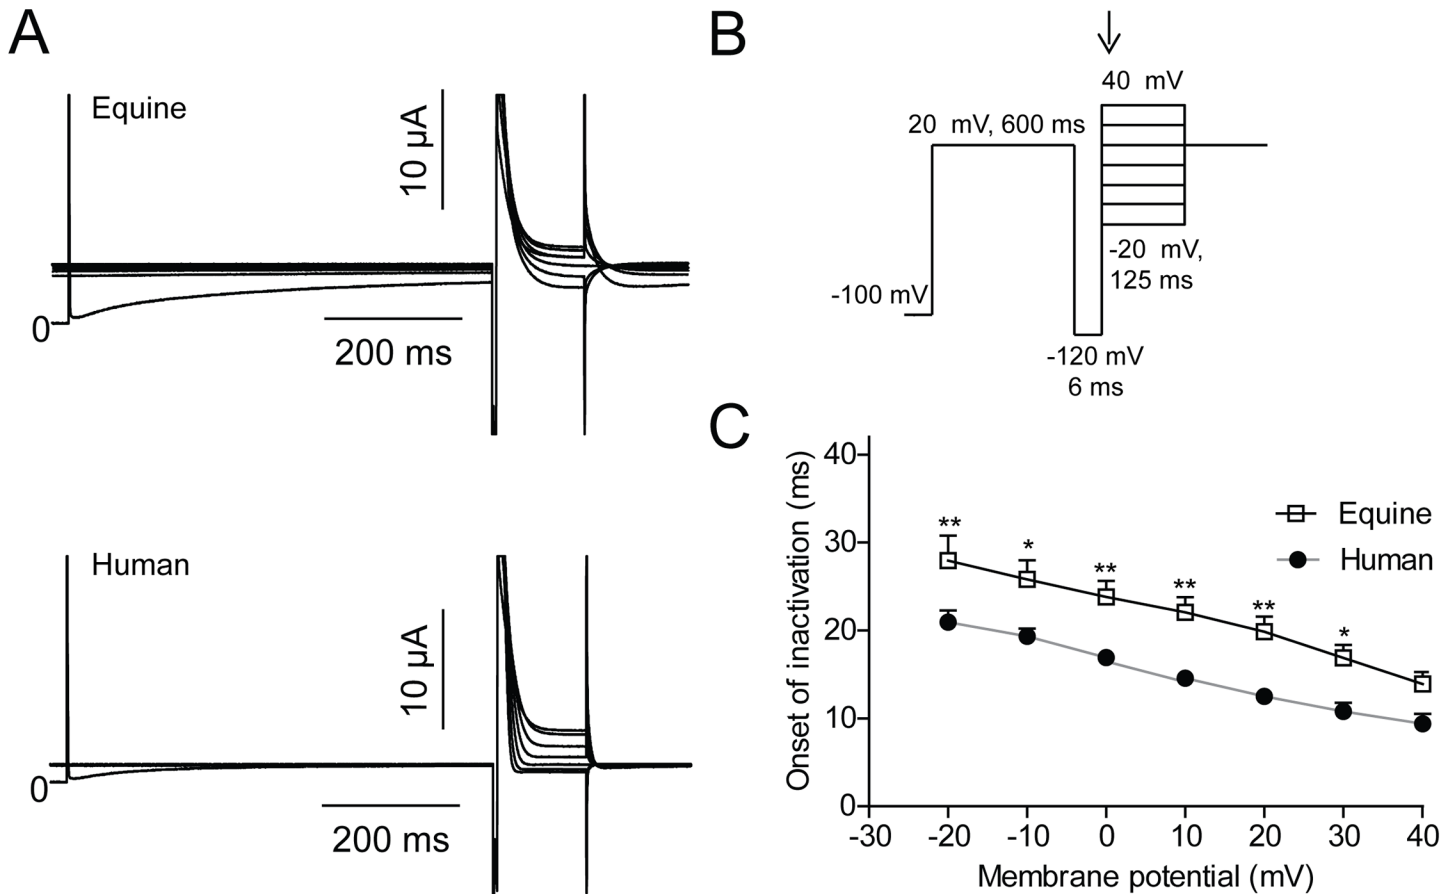 A
Equine
10 µA
0
200 ms
Human
10 µA
0
200 ms
B
40 mV
20 mV, 600 ms
-20 mV,
125 ms
-100 mV
-120 mV
6 ms
C
Onset of inactivation (ms)
40
30
20
10
0
**
*
**
**
**
*
Equine
Human
-30 -20 -10 0 10 20 30 40
Membrane potential (mV)